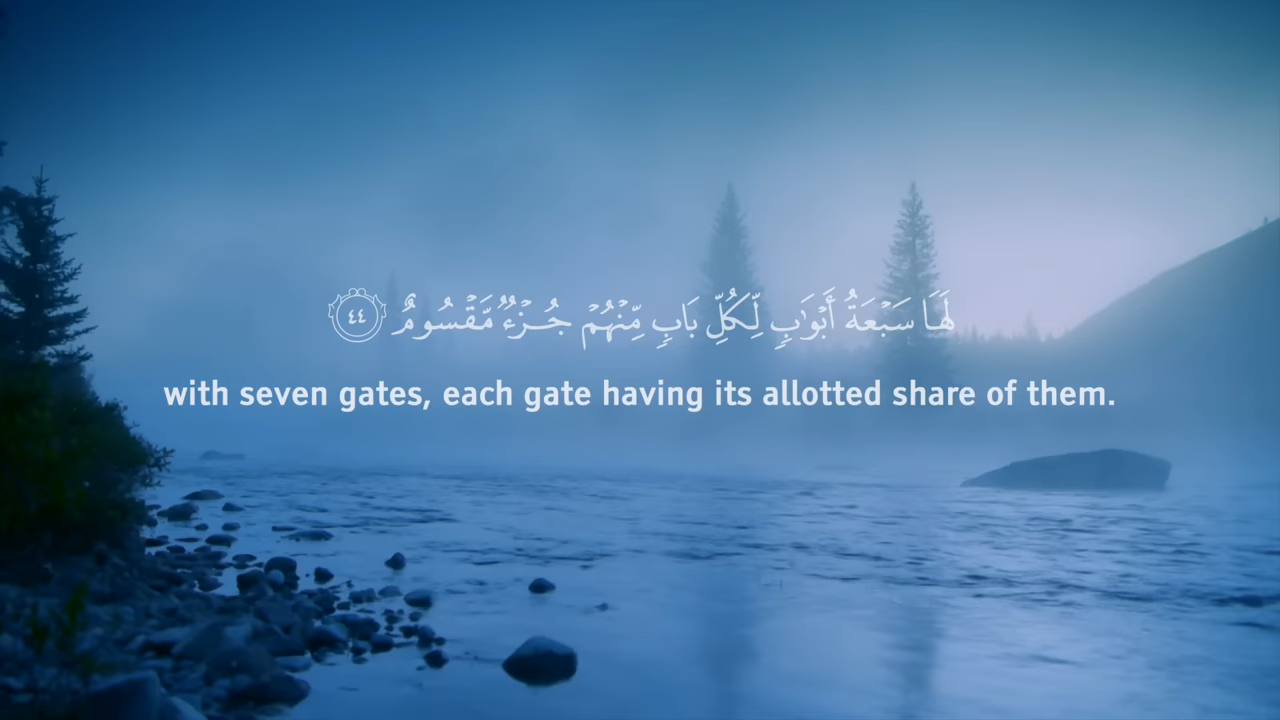 لَهَا سَبْعَةُ أَبْوَٰبٍ لِّكُلِّ بَابٍ مِّنْهُمْ جُزْءٌ مَّقْسُومٌ ٤٤
with seven gates, each gate having its allotted share of them.